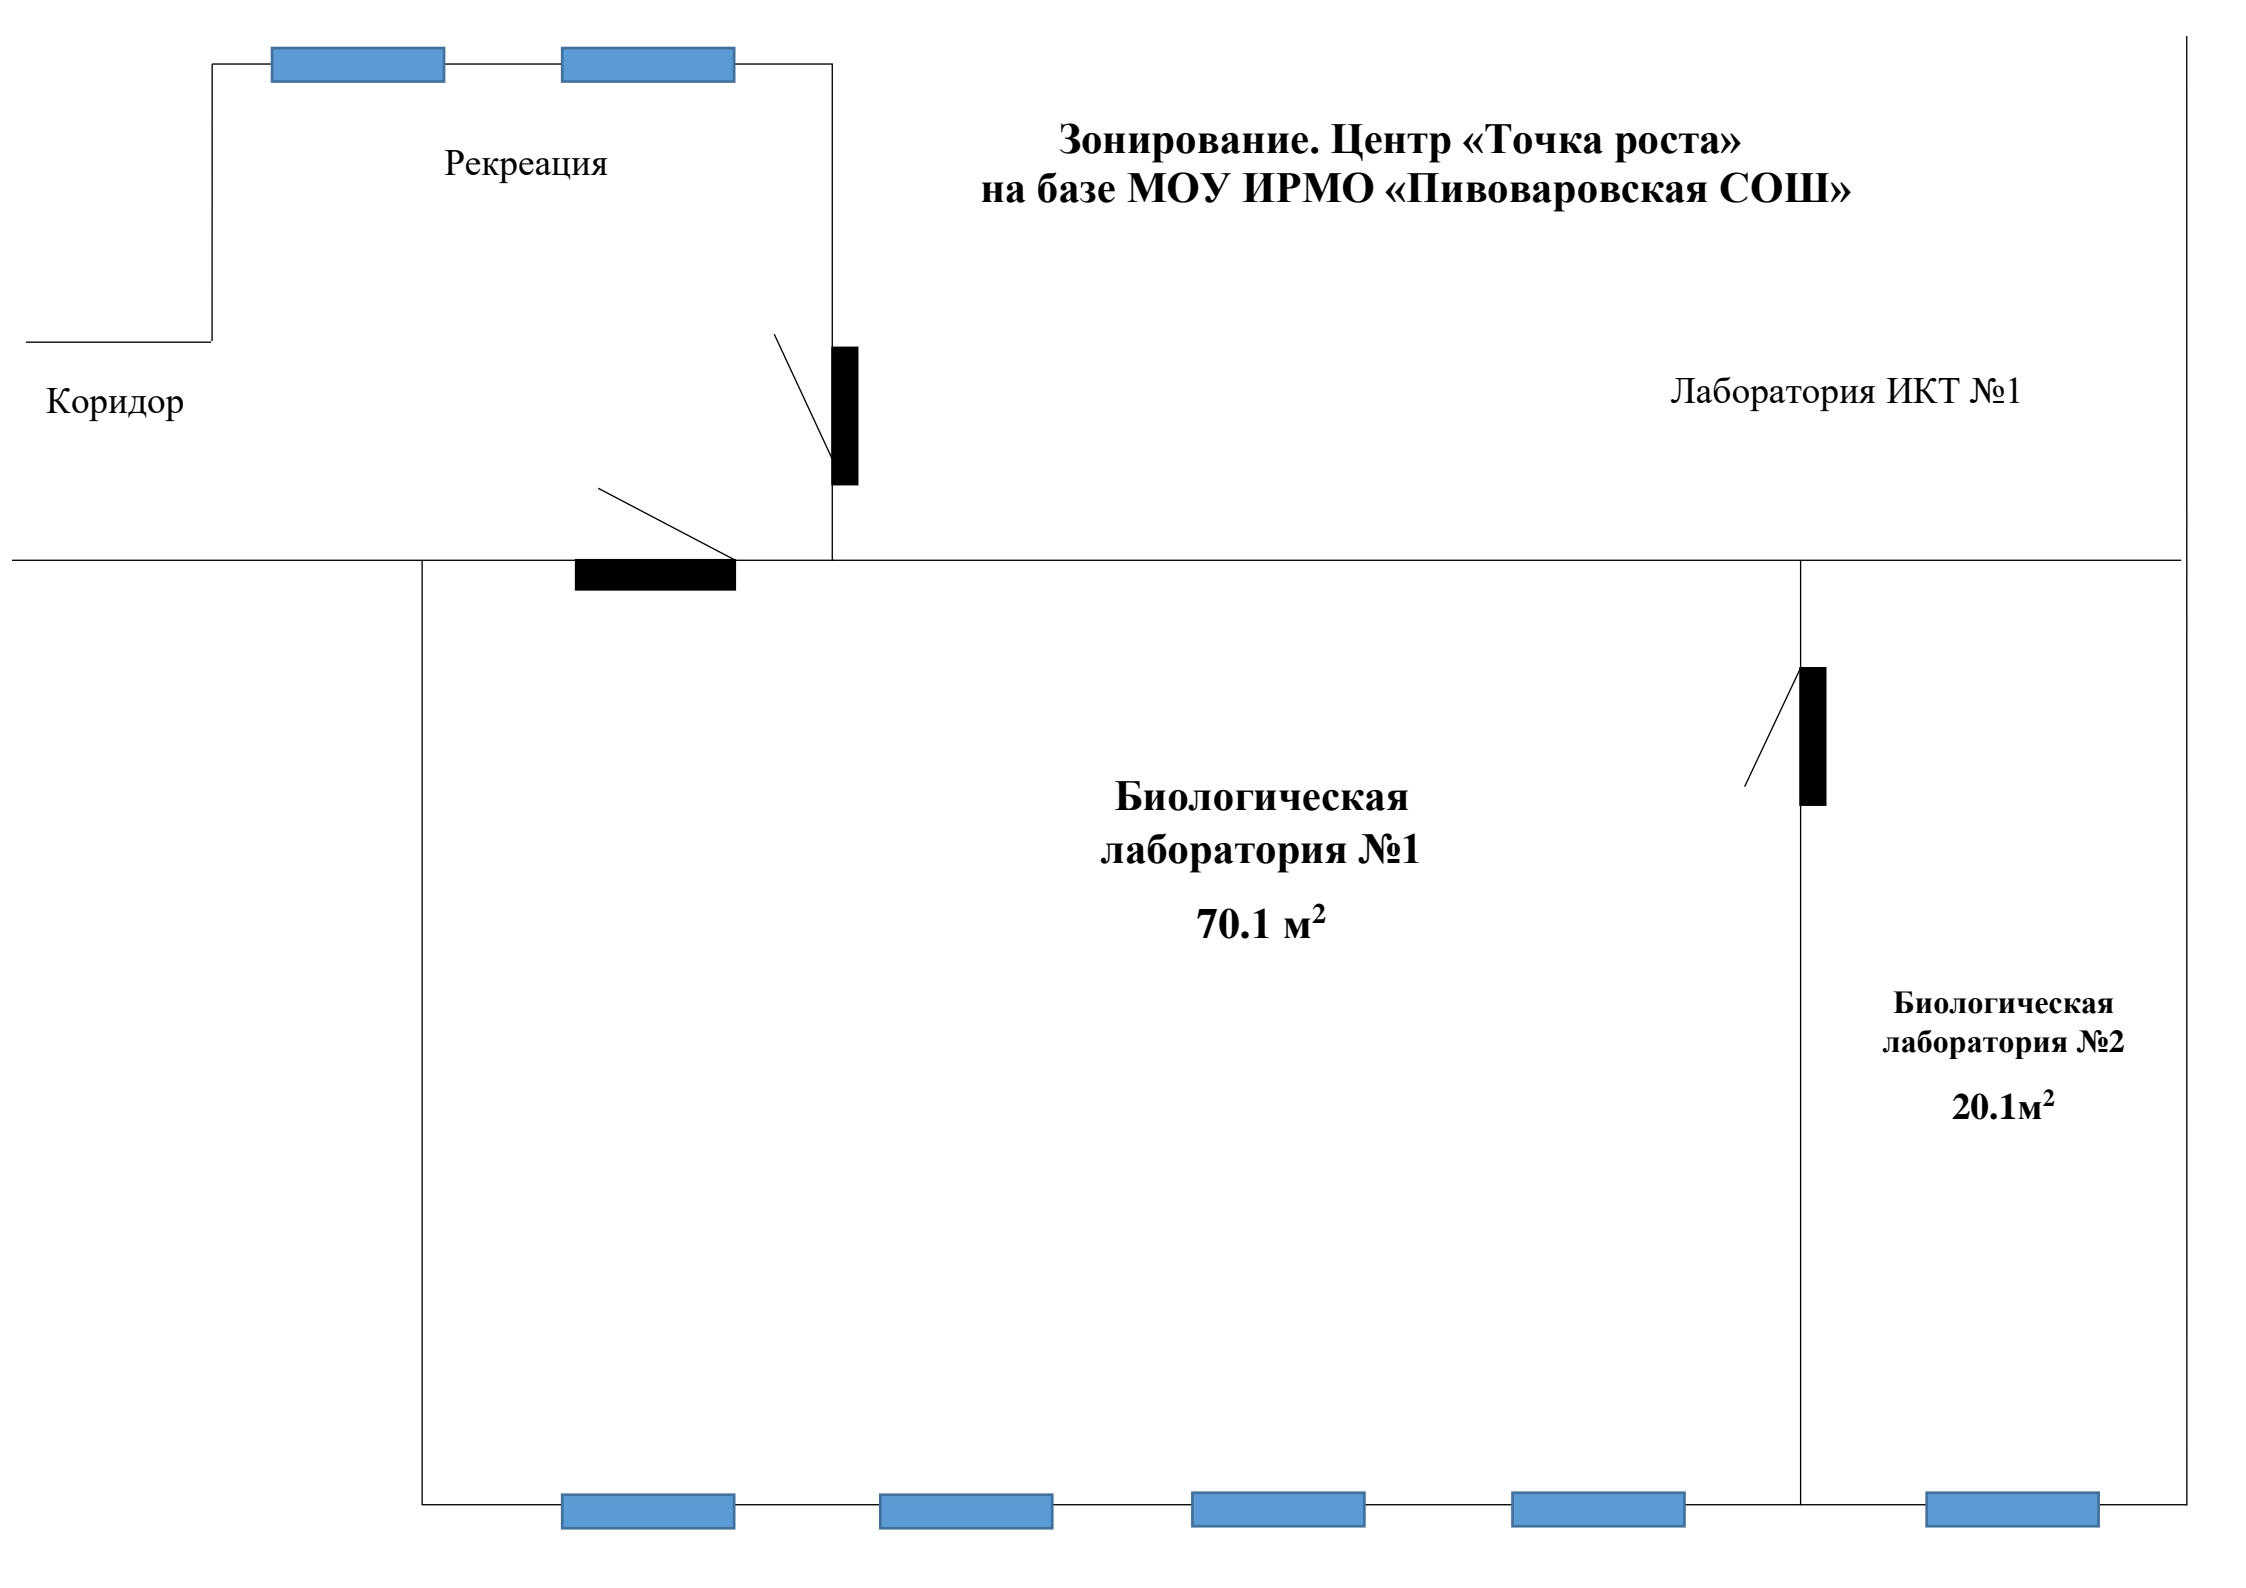 Зонирование. Центр «Точка роста»
на базе МОУ ИРМО «Пивоваровская СОШ»
Рекреация
Коридор
Лаборатория ИКТ №1
Биологическая
лаборатория №1
70.1 м²
Биологическая
лаборатория №2
20.1м²